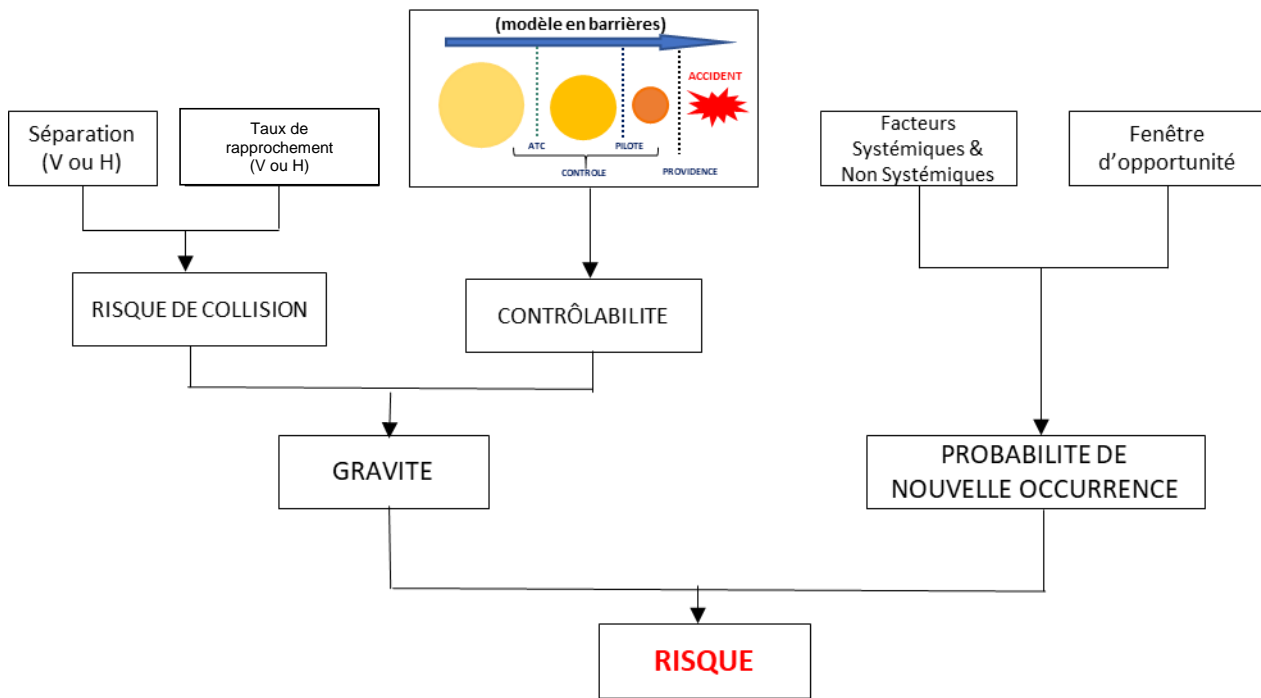 (modèle en barrières)
ACCIDENT
ATC
PILOTE
CONTROLE
PROVIDENCE
Séparation
(V ou H)
Taux de
rapprochement
(V ou H)
Facteurs
Systémiques &
Non Systémiques
Fenêtre
d'opportunité
RISQUE DE COLLISION
CONTRÔLABILITE
GRAVITE
PROBABILITE DE
NOUVELLE OCCURRENCE
RISQUE